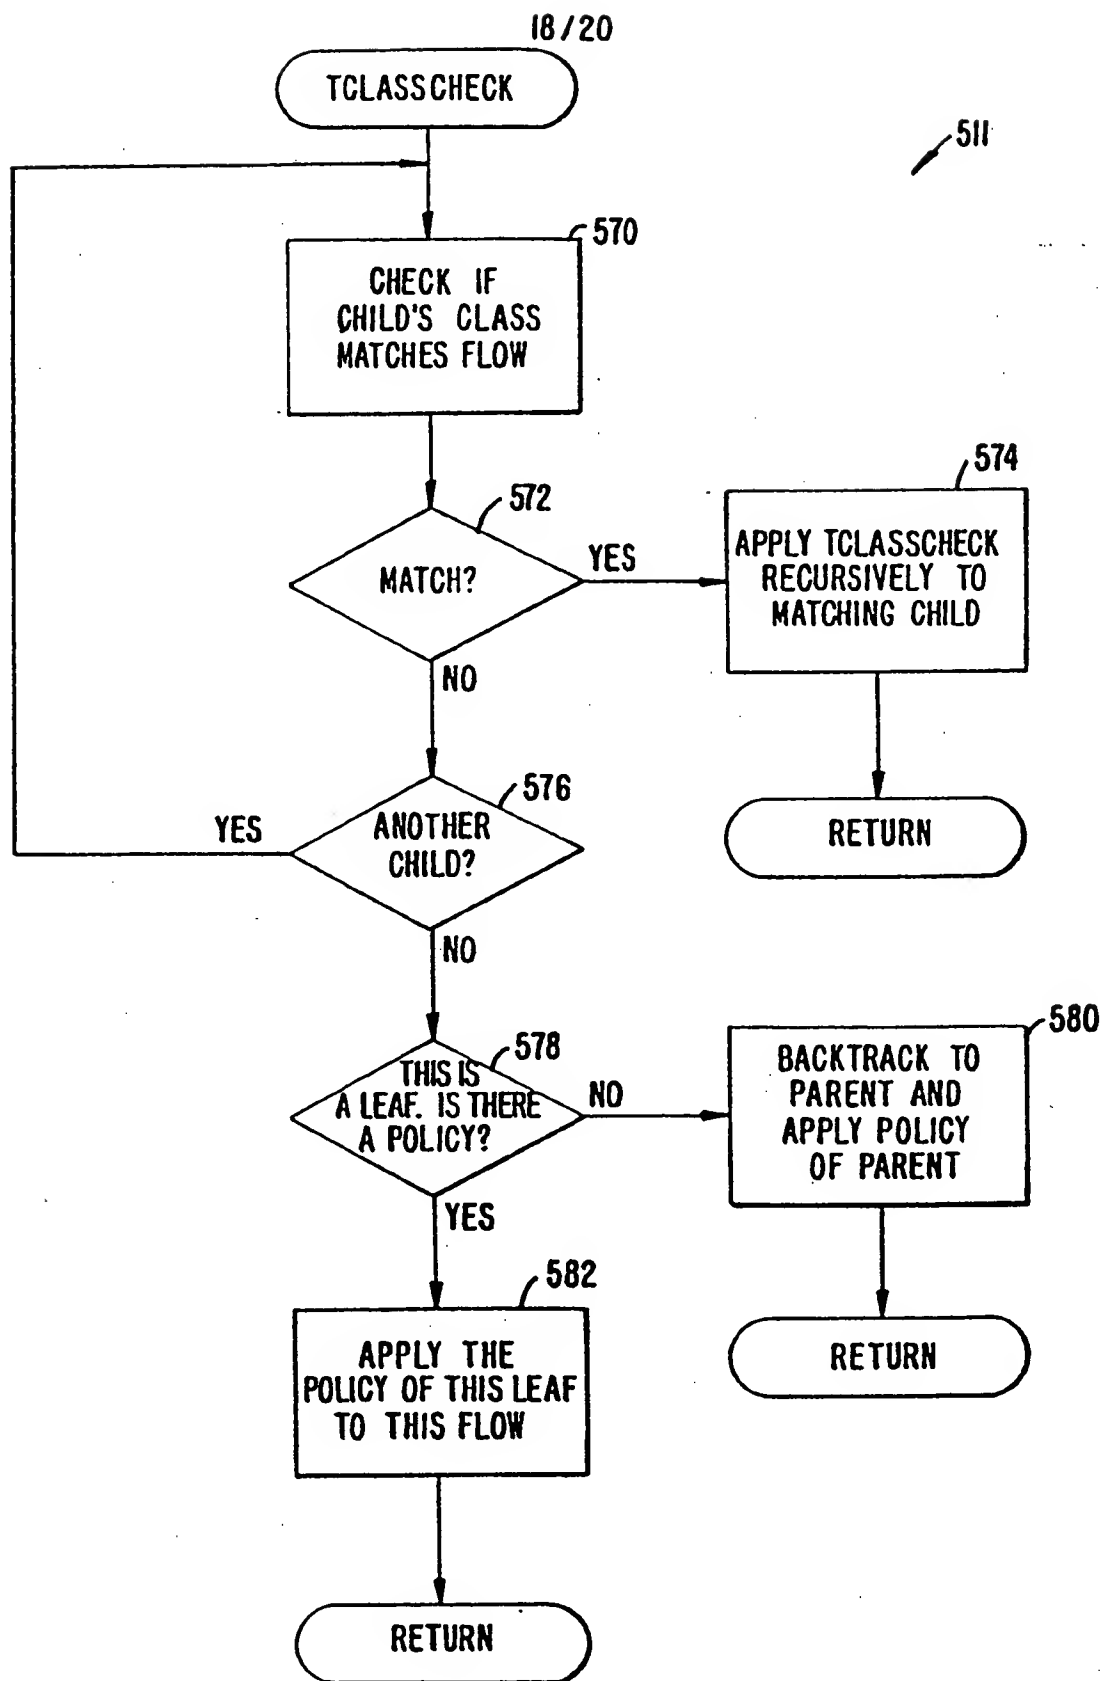 18/20
TCLASSCHECK
511
570
CHECK IF
CHILD'S CLASS
MATCHES FLOW
572
MATCH?
YES
574
APPLY TCLASSCHECK
RECURSIVELY TO
MATCHING CHILD
NO
RETURN
576
ANOTHER
CHILD?
YES
NO
578
THIS IS
A LEAF. IS THERE
A POLICY?
NO
580
BACKTRACK TO
PARENT AND
APPLY POLICY
OF PARENT
YES
RETURN
582
APPLY THE
POLICY OF THIS LEAF
TO THIS FLOW
RETURN